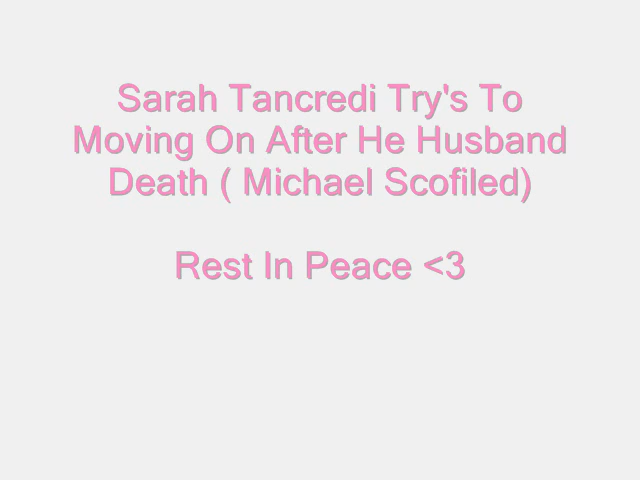 Sarah Tancredi Try's To
Moving On After He Husband
Death ( Michael Scofiled)
Rest In Peace <3